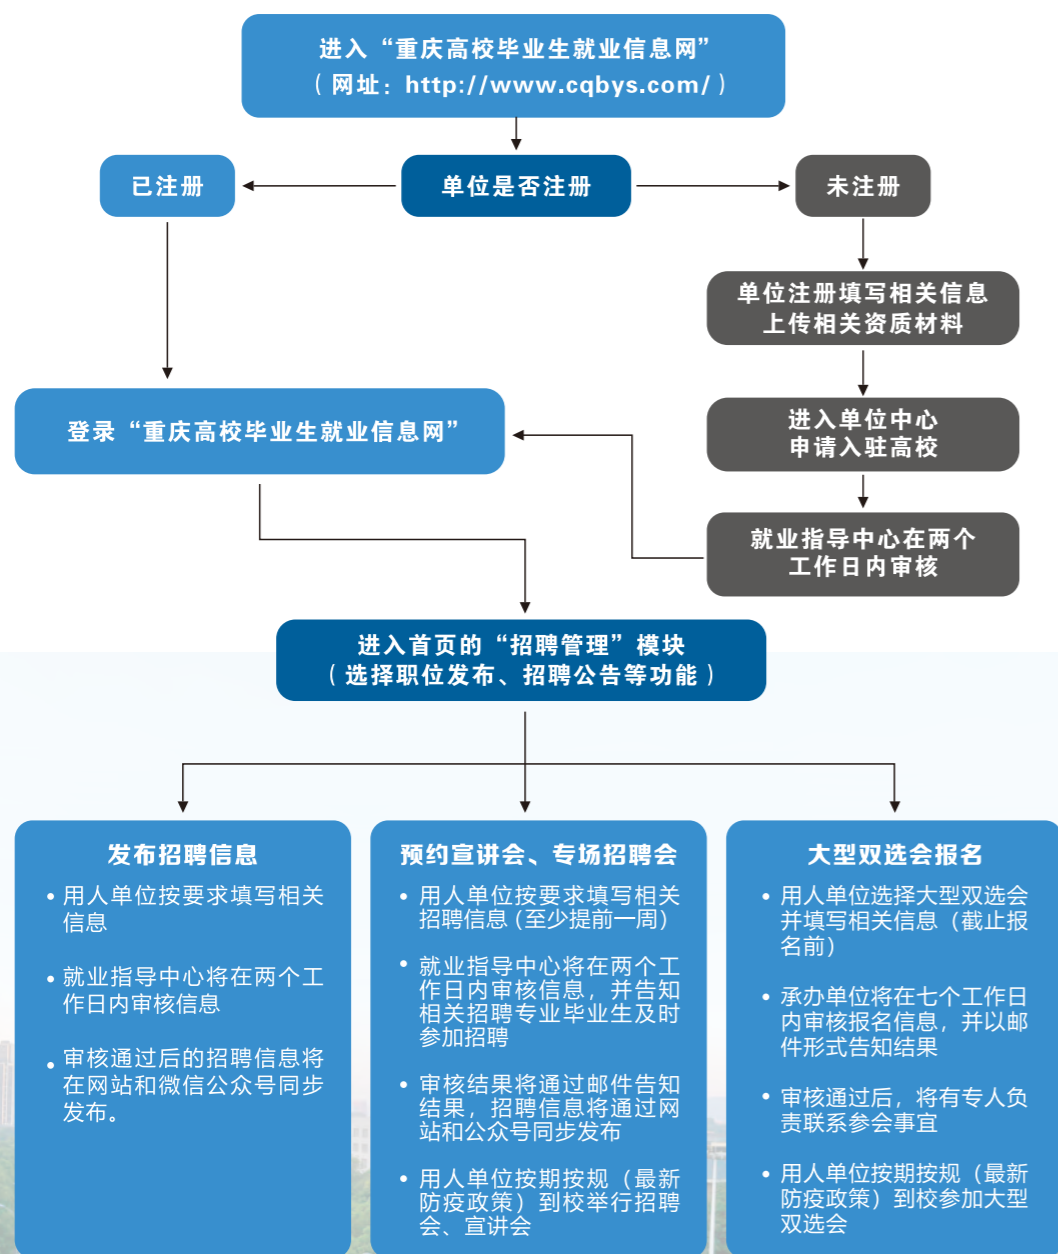 进入“重庆高校毕业生就业信息网”
（网址：http://www.cqbys.com/）
已注册
单位是否注册
未注册
单位注册填写相关信息
上传相关资质材料
进入单位中心
申请入驻高校
登录“重庆高校毕业生就业信息网”
就业指导中心在两个
工作日内审核
进入首页的“招聘管理”模块
（选择职位发布、招聘公告等功能）
发布招聘信息
• 用人单位按要求填写相关
信息
• 就业指导中心将在两个工
作日内审核信息
• 审核通过后的招聘信息将
在网站和微信公众号同步
发布。
预约宣讲会、专场招聘会
• 用人单位按要求填写相关
招聘信息（至少提前一周）
• 就业指导中心将在两个工
作日内审核信息，并告知
相关招聘专业毕业生及时
参加招聘
• 审核结果将通过邮件告知
结果，招聘信息将通过网
站和公众号同步发布
• 用人单位按期按规（最新
防疫政策）到校举行招聘
会、宣讲会
大型双选会报名
• 用人单位选择大型双选会
并填写相关信息（截止报
名前）
• 承办单位将在七个工作日
内审核报名信息，并以邮
件形式告知结果
• 审核通过后，将有专人负
责联系参会事宜
• 用人单位按期按规（最新
防疫政策）到校参加大型
双选会